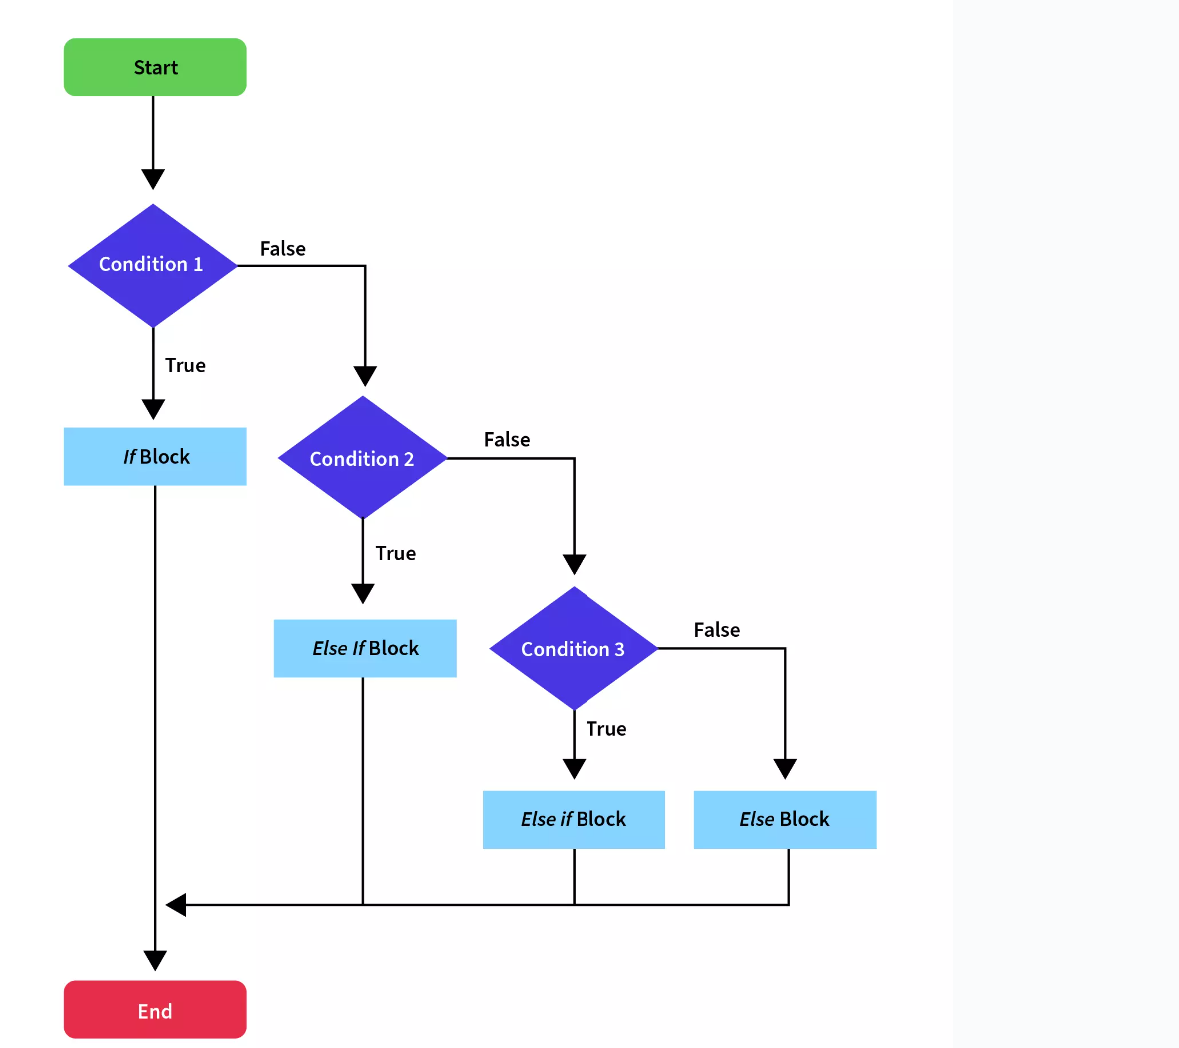 Start
Condition 1
False
True
If Block
Condition 2
False
True
Else If Block
Condition 3
False
True
Else if Block
Else Block
End